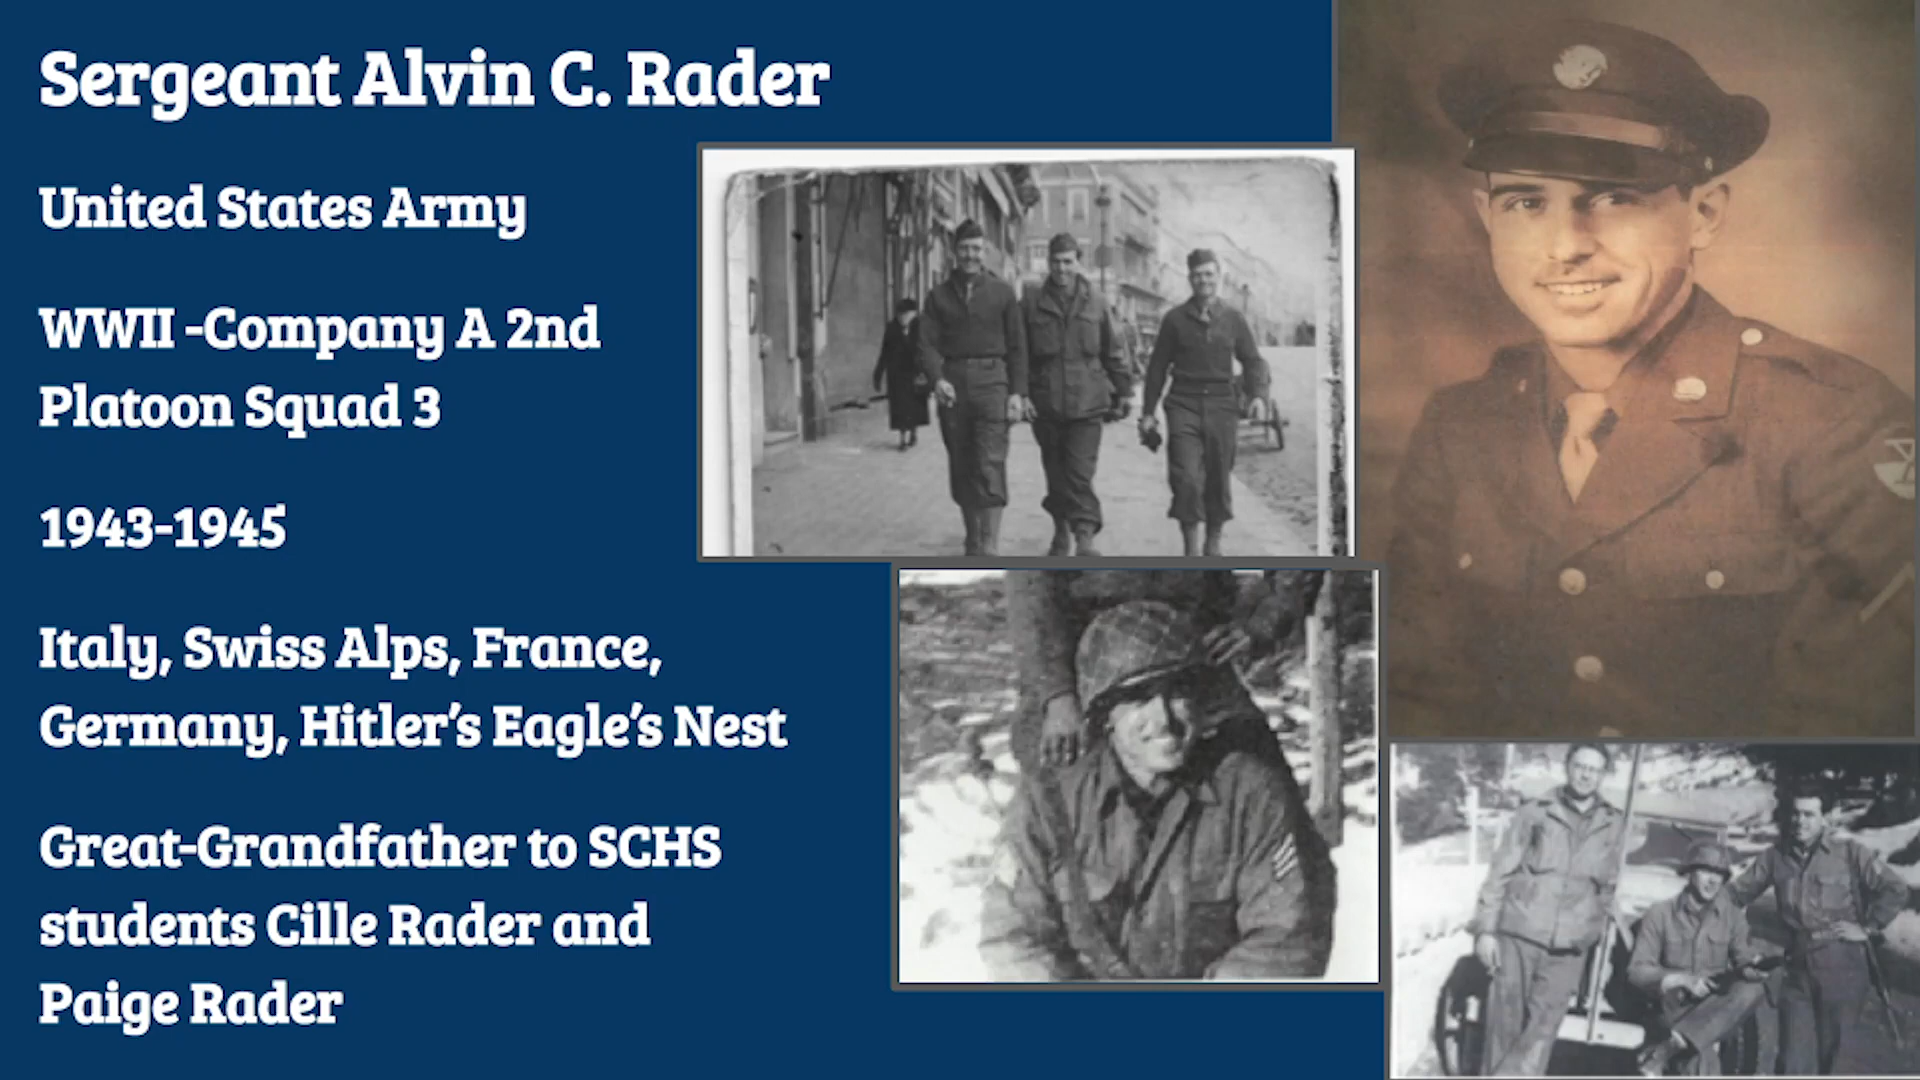 Sergeant Alvin C. Rader
United States Army
WWII -Company A 2nd
Platoon Squad 3
1943-1945
Italy, Swiss Alps, France,
Germany, Hitler’s Eagle’s Nest
Great-Grandfather to SCHS
students Cille Rader and
Paige Rader